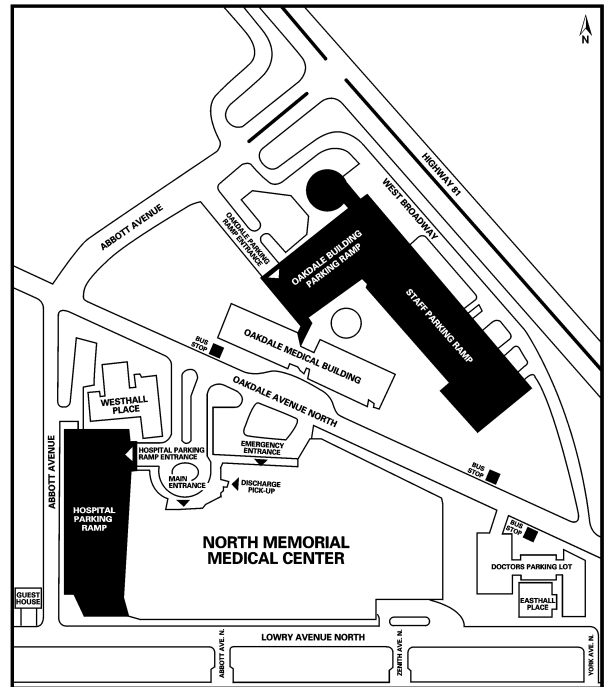 N
HIGHWAY 81
WEST BROADWAY
ABBOTT AVENUE
OAKDALE PARKING
RAMP ENTRANCE
OAKDALE BUILDING
PARKING RAMP
STAFF PARKING RAMP
BUS
STOP
OAKDALE MEDICAL BUILDING
OAKDALE AVENUE NORTH
WESTHALL
PLACE
ABBOTT AVENUE
HOSPITAL PARKING
RAMP ENTRANCE
EMERGENCY
ENTRANCE
MAIN
ENTRANCE
DISCHARGE
PICK-UP
BUS
STOP
HOSPITAL
PARKING
RAMP
NORTH MEMORIAL
MEDICAL CENTER
BUS
STOP
DOCTORS PARKING LOT
EASTHALL
PLACE
GUEST
HOUSE
LOWRY AVENUE NORTH
ABBOTT AVE. N.
ZENITH AVE. N.
YORK AVE. N.